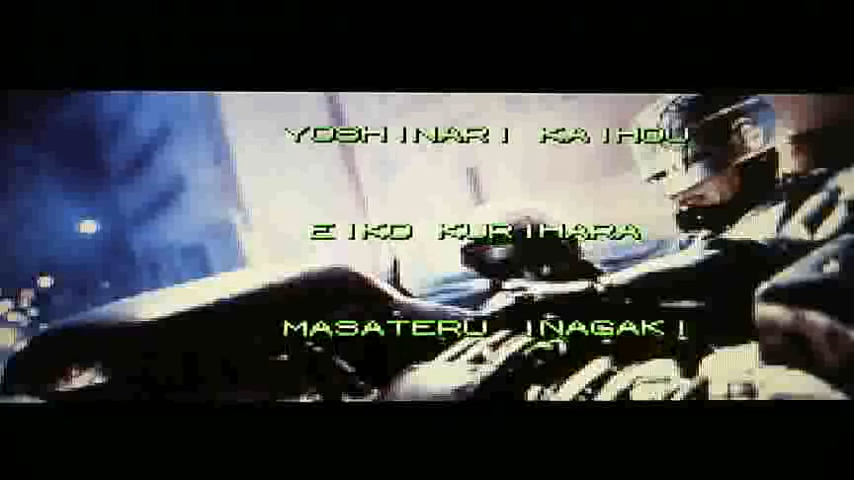 YOSHINARI KAIHOU
EIKO KURIHARA
MASATERU INAGAKI